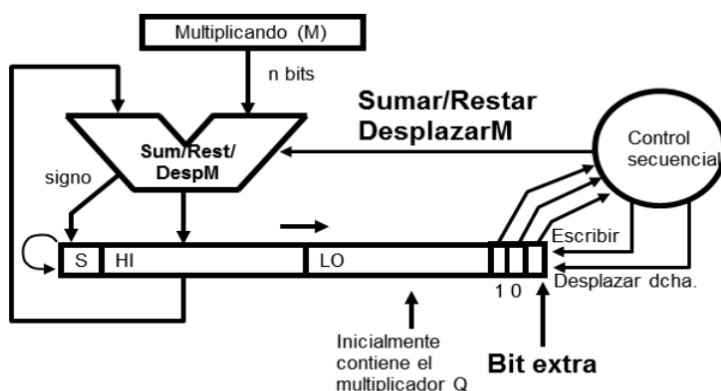 Multiplicando (M)
n bits
Sumar/Restar
DesplazarM
Control
secuencial
Sum/Rest/
DespM
signo
Escribir
S HI LO
Desplazar dcha.
1 0
Inicialmente
contiene el
multiplicador Q
Bit extra